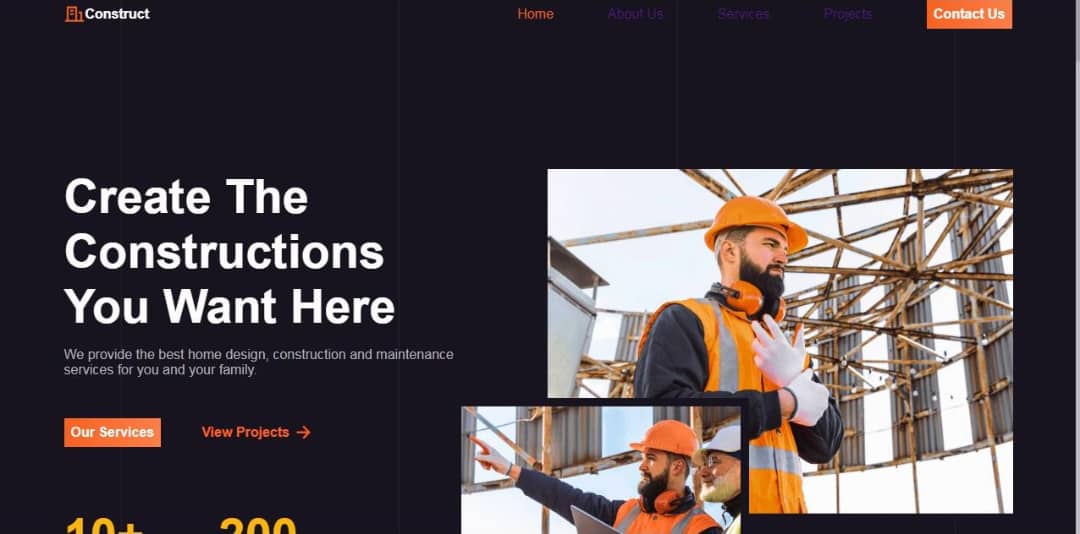 Construct
Home About Us Services Projects Contact Us
Create The
Constructions
You Want Here
We provide the best home design, construction and maintenance
services for you and your family.
Our Services View Projects →
10+ 200